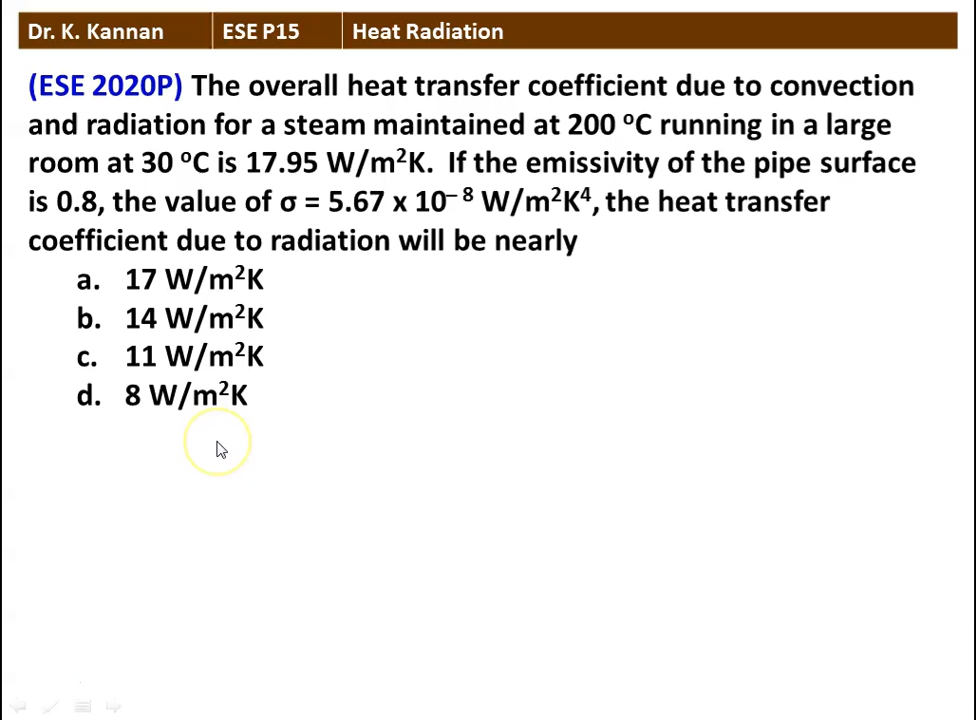 Dr. K. Kannan ESE P15 Heat Radiation
(ESE 2020P) The overall heat transfer coefficient due to convection
and radiation for a steam maintained at 200 ⁰C running in a large
room at 30 ⁰C is 17.95 W/m²K. If the emissivity of the pipe surface
is 0.8, the value of σ = 5.67 x 10⁻⁸ W/m²K⁴, the heat transfer
coefficient due to radiation will be nearly
a. 17 W/m²K
b. 14 W/m²K
c. 11 W/m²K
d. 8 W/m²K